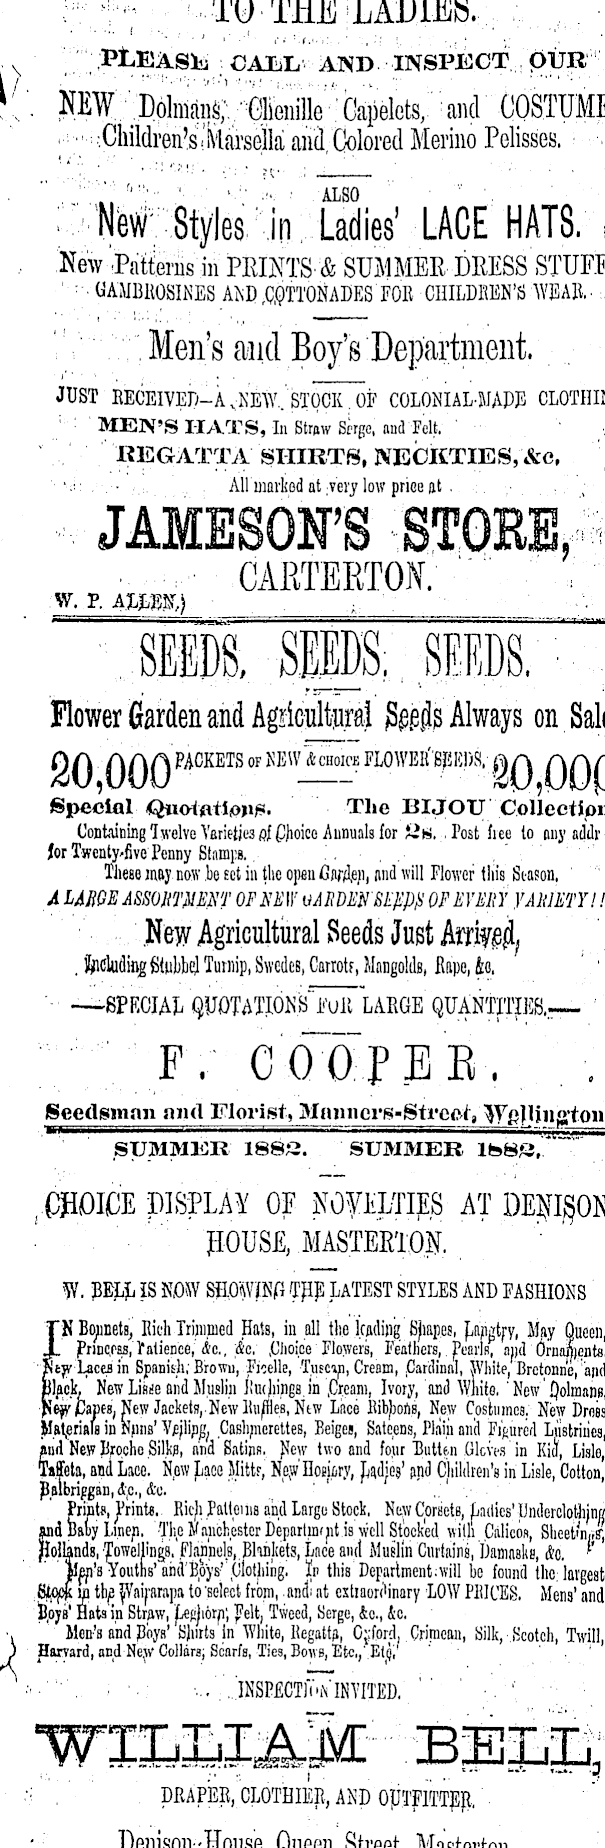 TO THE LADIES.
PLEASE CALL AND INSPECT OUR
NEW Dolmans, Chenille Capelets, and COSTUME
Children's Marsella and Colored Merino Pelisses.
ALSO
New Styles in Ladies' LACE HATS.
New Patterns in PRINTS & SUMMER DRESS STUFF
GAMBROSINES AND COTTONADES FOR CHILDREN'S WEAR.
Men's and Boy's Department.
JUST RECEIVED—A NEW STOCK OF COLONIAL-MADE CLOTHIN
MEN'S HATS, In Straw Serge, and Felt.
REGATTA SHIRTS, NECKTIES, &c,
All marked at very low price at
JAMESON'S STORE,
CARTERTON.
W. P. ALLEN,)
SEEDS, SEEDS, SEEDS.
Flower Garden and Agricultural Seeds Always on Sale
20,000 PACKETS OF NEW & CHOICE FLOWER SEEDS. 20,000
Special Quotations. The BIJOU Collection
Containing Twelve Varieties of Choice Annuals for 2s. Post free to any addr
for Twenty-five Penny Stamps.
These may now be set in the open Garden, and will Flower this Season.
A LARGE ASSORTMENT OF NEW GARDEN SEEDS OF EVERY VARIETY!!
New Agricultural Seeds Just Arrived,
Including Stubbel Turnip, Swedes, Carrots, Mangolds, Rape, &c.
—SPECIAL QUOTATIONS FOR LARGE QUANTITIES.—
F. COOPER.
Seedsman and Florist, Manners-Street, Wellington
SUMMER 1882. SUMMER 1882,
CHOICE DISPLAY OF NOVELTIES AT DENISON
HOUSE, MASTERTON.
W. BELL IS NOW SHOWING THE LATEST STYLES AND FASHIONS
IN Bonnets, Rich Trimmed Hats, in all the leading Shapes, Langtry, May Queen,
Princess, Patience, &c., &c. Choice Flowers, Feathers, Pearls, and Ornaments
New Laces in Spanish, Brown, Ficelle, Tuscan, Cream, Cardinal, White, Bretonne, and
Black, New Lisse and Muslin Ruchings in Cream, Ivory, and White. New Dolmans,
New Capes, New Jackets, New Ruffles, New Lace Ribbons, New Costumes. New Dress
Materials in Nuns' Veiling, Cashmerettes, Beiges, Sateens, Plain and Figured Lustrines,
and New Broche Silks, and Satins. New two and four Button Gloves in Kid, Lisle,
Taffeta, and Lace. New Lace Mitts, New Hosiery, Ladies' and Children's in Lisle, Cotton,
Balbriggan, &c., &c.
Prints, Prints. Rich Patterns and Large Stock. New Corsets, Ladies' Underclothing
and Baby Linen. The Manchester Department is well Stocked with Calicos, Sheetings,
Hollands, Towellings, Flannels, Blankets, Lace and Muslin Curtains, Damasks, &c.
Men's Youths' and Boys' Clothing. In this Department will be found the largest
Stock in the Wairarapa to select from, and at extraordinary LOW PRICES. Mens' and
Boys' Hats in Straw, Leghorn, Felt, Tweed, Serge, &c., &c.
Men's and Boys' Shirts in White, Regatta, Oxford, Crimean, Silk, Scotch, Twill,
Harvard, and New Collars, Scarfs, Ties, Bows, Etc., Etc.
INSPECTION INVITED.
WILLIAM BELL,
DRAPER, CLOTHIER, AND OUTFITTER,
Denison House Queen Street Masterton